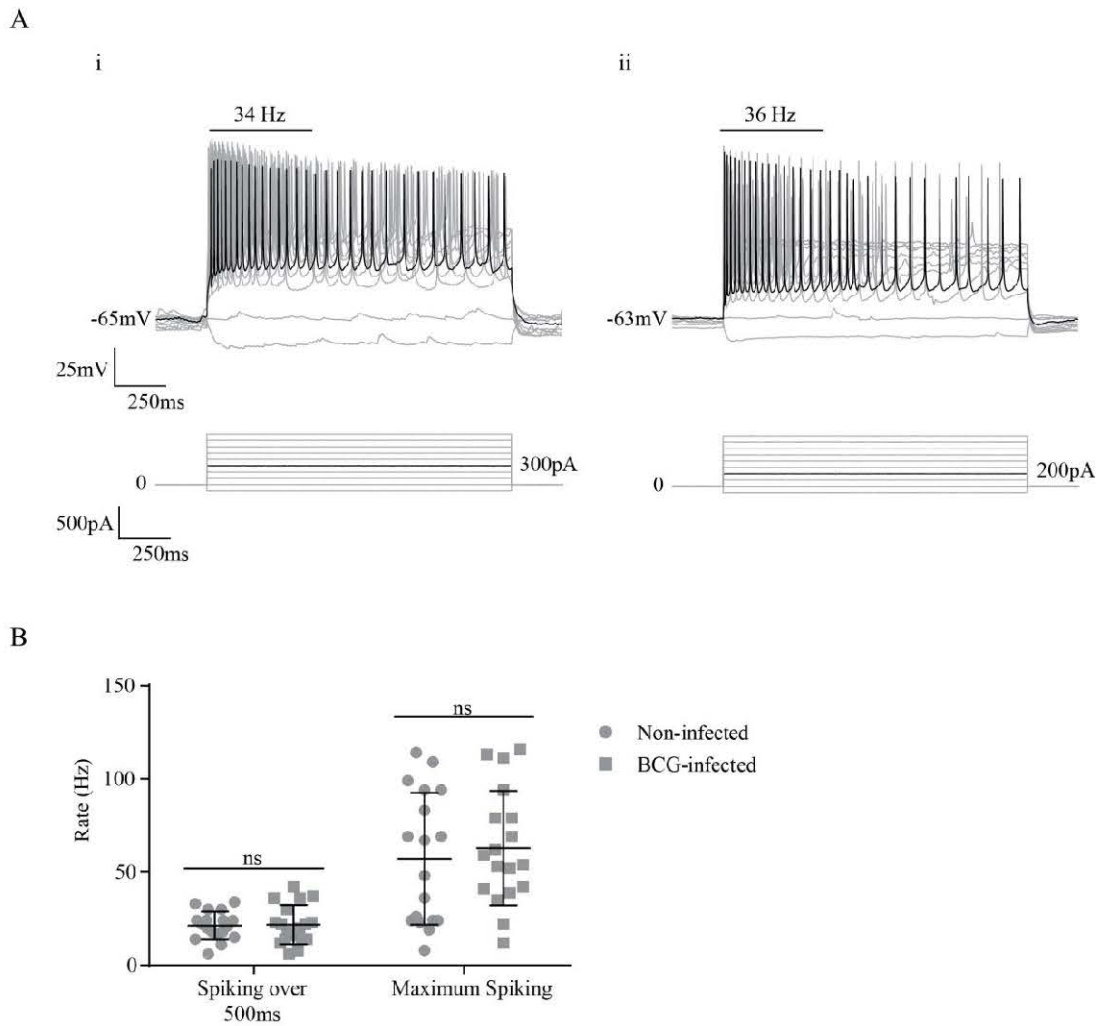 A
i
ii
34 Hz
36 Hz
-65mV
-63mV
25mV
250ms
300pA
200pA
0
0
500pA
250ms
B
150
100
50
0
Rate (Hz)
ns
ns
Non-infected
BCG-infected
Spiking over
500ms
Maximum Spiking